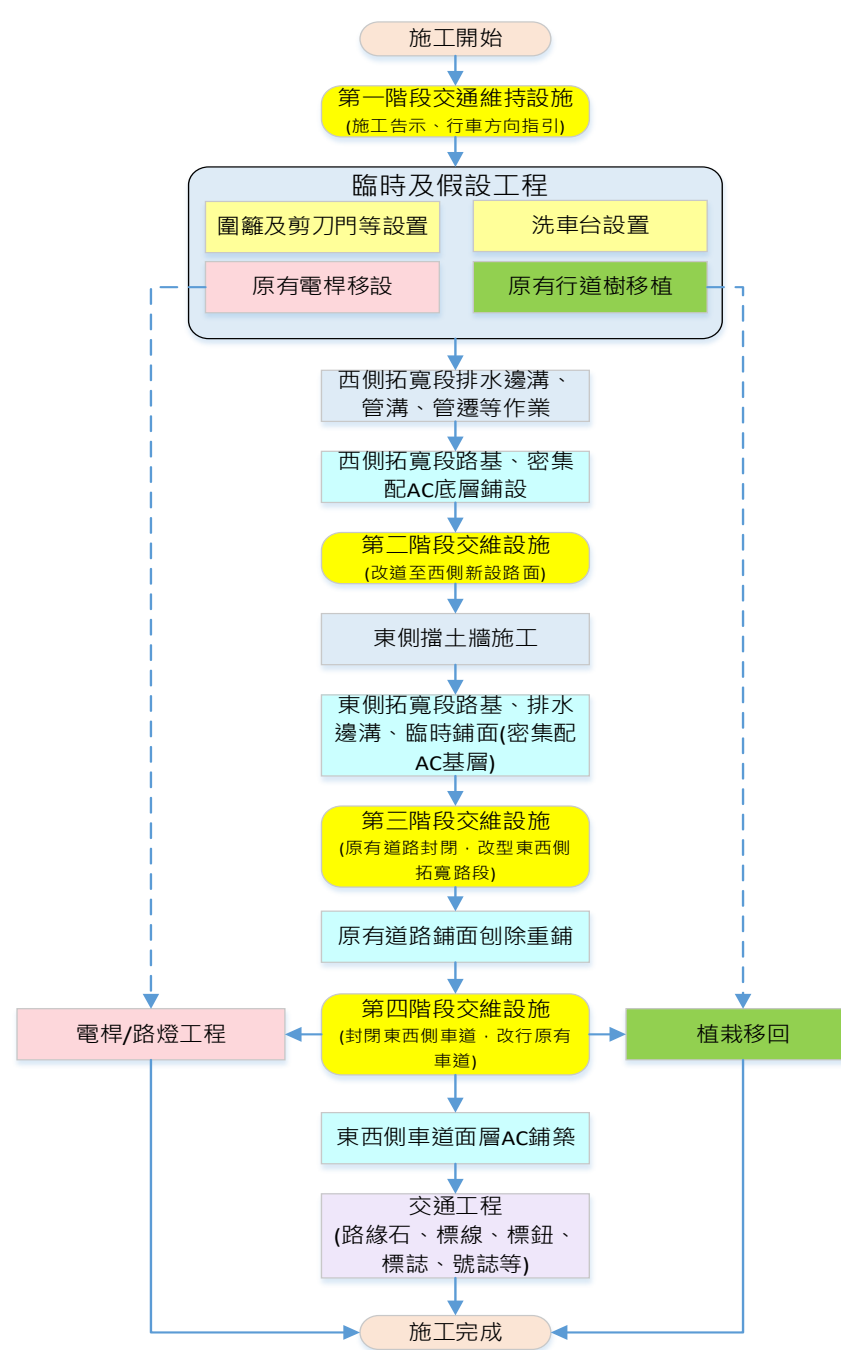 施工開始
第一階段交通維持設施
(施工告示、行車方向指引)
臨時及假設工程
圍籬及剪刀門等設置
洗車台設置
原有電桿移設
原有行道樹移植
西側拓寬段排水邊溝、
管溝、管遷等作業
西側拓寬段路基、密集
配AC底層鋪設
第二階段交維設施
(改道至西側新設路面)
東側擋土牆施工
東側拓寬段路基、排水
邊溝、臨時鋪面(密集配
AC基層)
第三階段交維設施
(原有道路封閉，改型東西側
拓寬路段)
原有道路鋪面刨除重鋪
第四階段交維設施
(封閉東西側車道，改行原有
車道)
電桿/路燈工程
植栽移回
東西側車道面層AC鋪築
交通工程
(路緣石、標線、標鈕、
標誌、號誌等)
施工完成